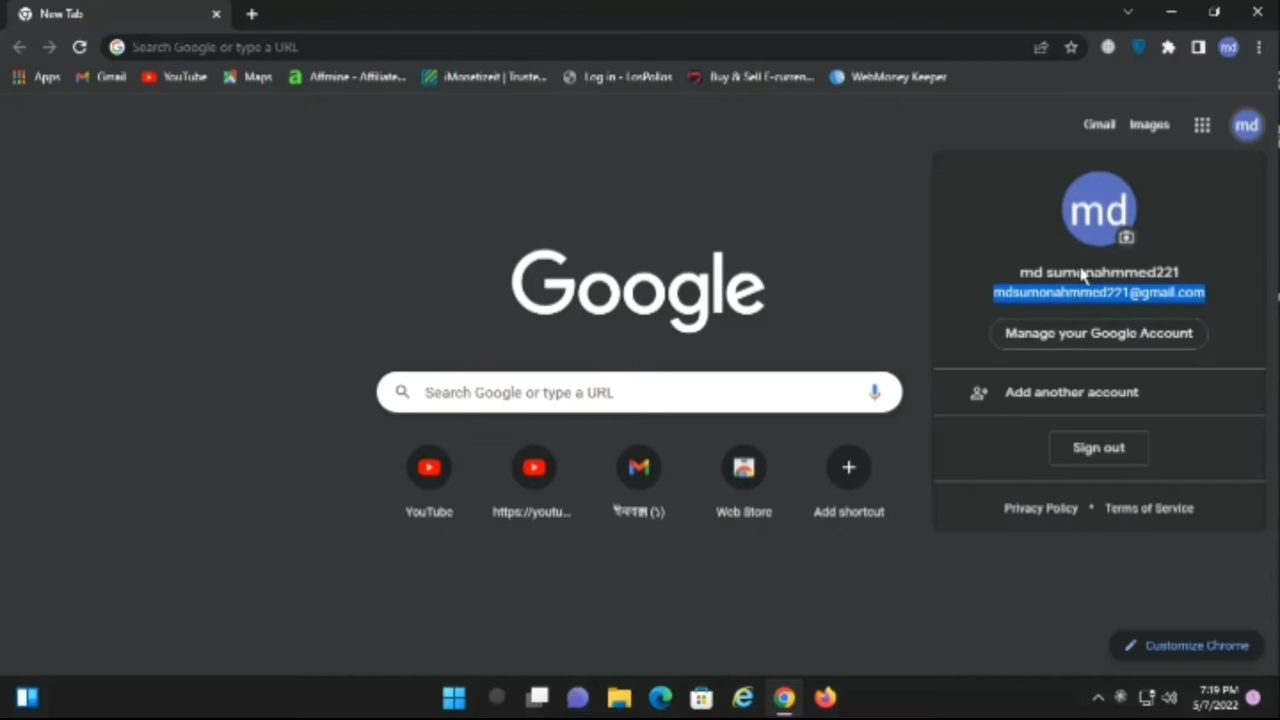 New Tab
Search Google or type a URL
md
Apps
Gmail
YouTube
Maps
Affmine - Affiliate...
iMonetizeit | Truste...
Log in - LosPollos
Buy & Sell E-curren...
WebMoney Keeper
Gmail
Images
md
md
md sumonahmmed221
mdsumonahmmed221@gmail.com
Manage your Google Account
Add another account
Sign out
Privacy Policy • Terms of Service
Google
Search Google or type a URL
YouTube
https://youtu...
ইনবক্স (১)
Web Store
Add shortcut
Customize Chrome
7:19 PM
5/7/2022